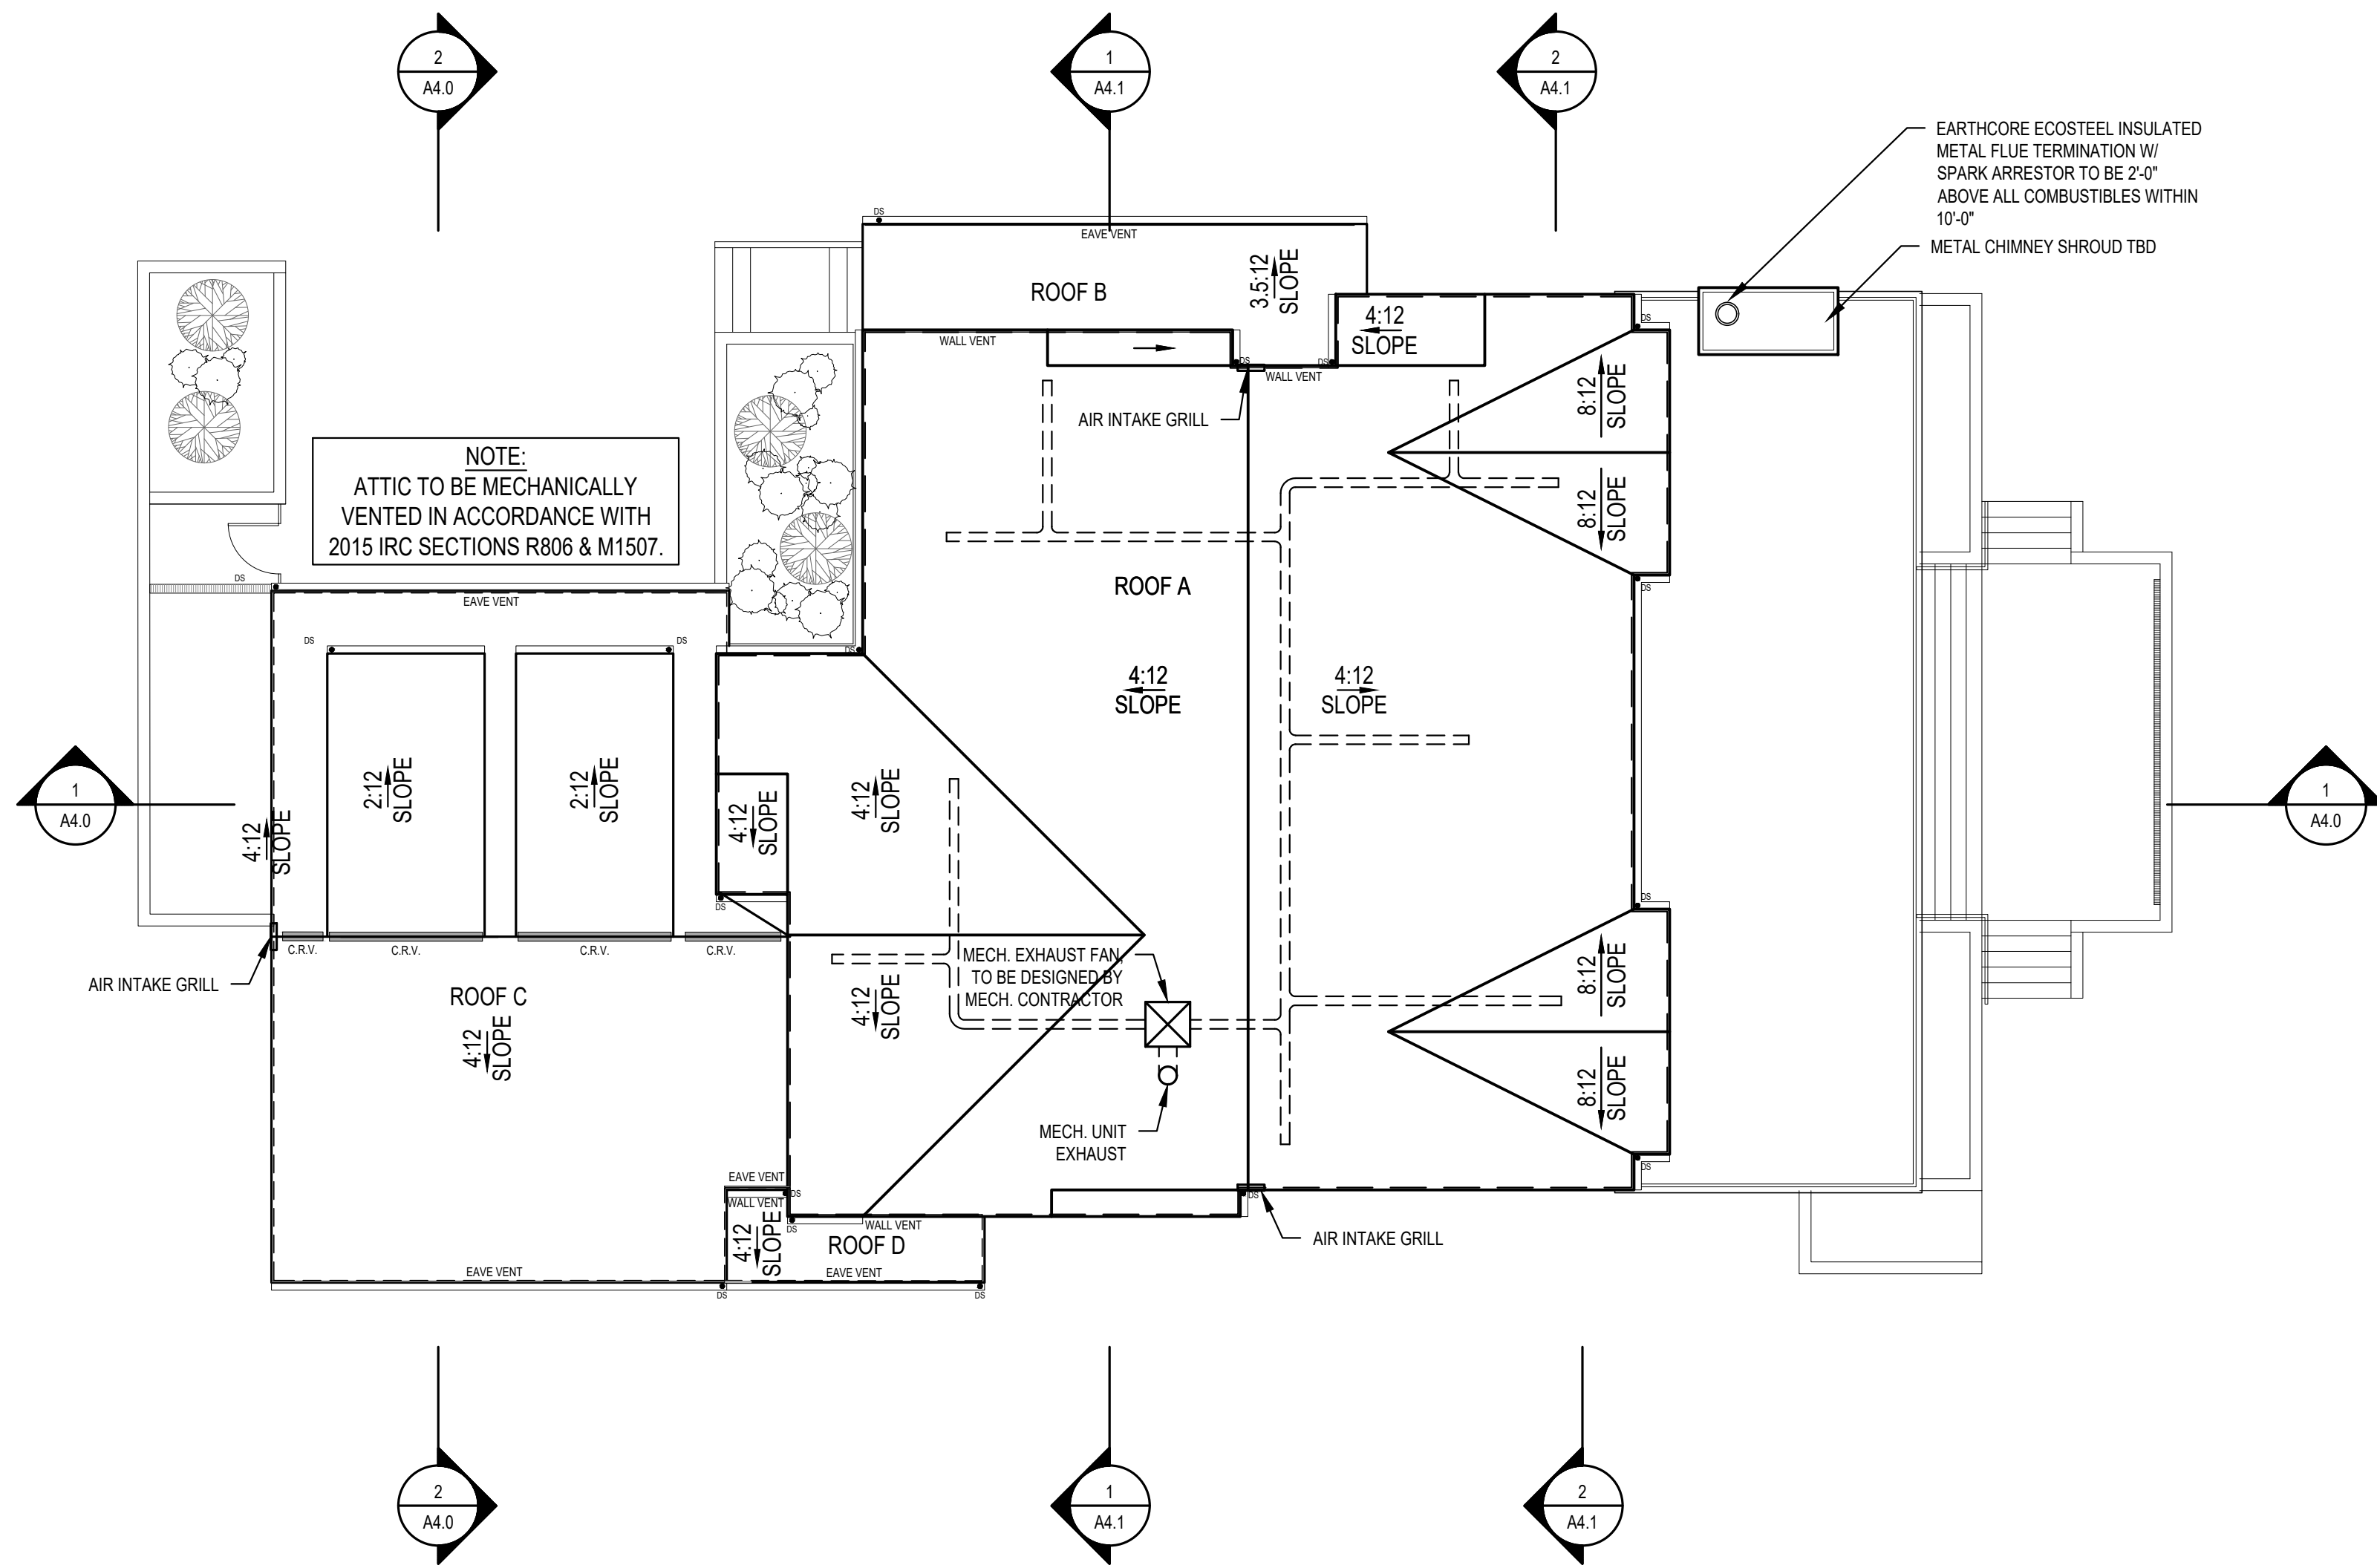 2
A4.0
1
A4.1
2
A4.1
EARTHCORE ECOSTEEL INSULATED
METAL FLUE TERMINATION W/
SPARK ARRESTOR TO BE 2'-0"
ABOVE ALL COMBUSTIBLES WITHIN
10'-0"
METAL CHIMNEY SHROUD TBD
DS
EAVE VENT
ROOF B
3.5:12
SLOPE
4:12
SLOPE
WALL VENT
DS
DS
DS
WALL VENT
AIR INTAKE GRILL
8:12
SLOPE
8:12
SLOPE
NOTE:
ATTIC TO BE MECHANICALLY
VENTED IN ACCORDANCE WITH
2015 IRC SECTIONS R806 & M1507.
DS
EAVE VENT
ROOF A
DS
DS
DS
DS
4:12
SLOPE
4:12
SLOPE
1
A4.0
4:12
SLOPE
2:12
SLOPE
2:12
SLOPE
4:12
SLOPE
4:12
SLOPE
1
A4.0
DS
DS
C.R.V.
C.R.V.
C.R.V.
C.R.V.
AIR INTAKE GRILL
ROOF C
4:12
SLOPE
4:12
SLOPE
MECH. EXHAUST FAN,
TO BE DESIGNED BY
MECH. CONTRACTOR
8:12
SLOPE
8:12
SLOPE
MECH. UNIT
EXHAUST
DS
EAVE VENT
DS
WALL VENT
DS
4:12
SLOPE
DS
WALL VENT
ROOF D
AIR INTAKE GRILL
EAVE VENT
EAVE VENT
DS
DS
2
A4.0
1
A4.1
2
A4.1